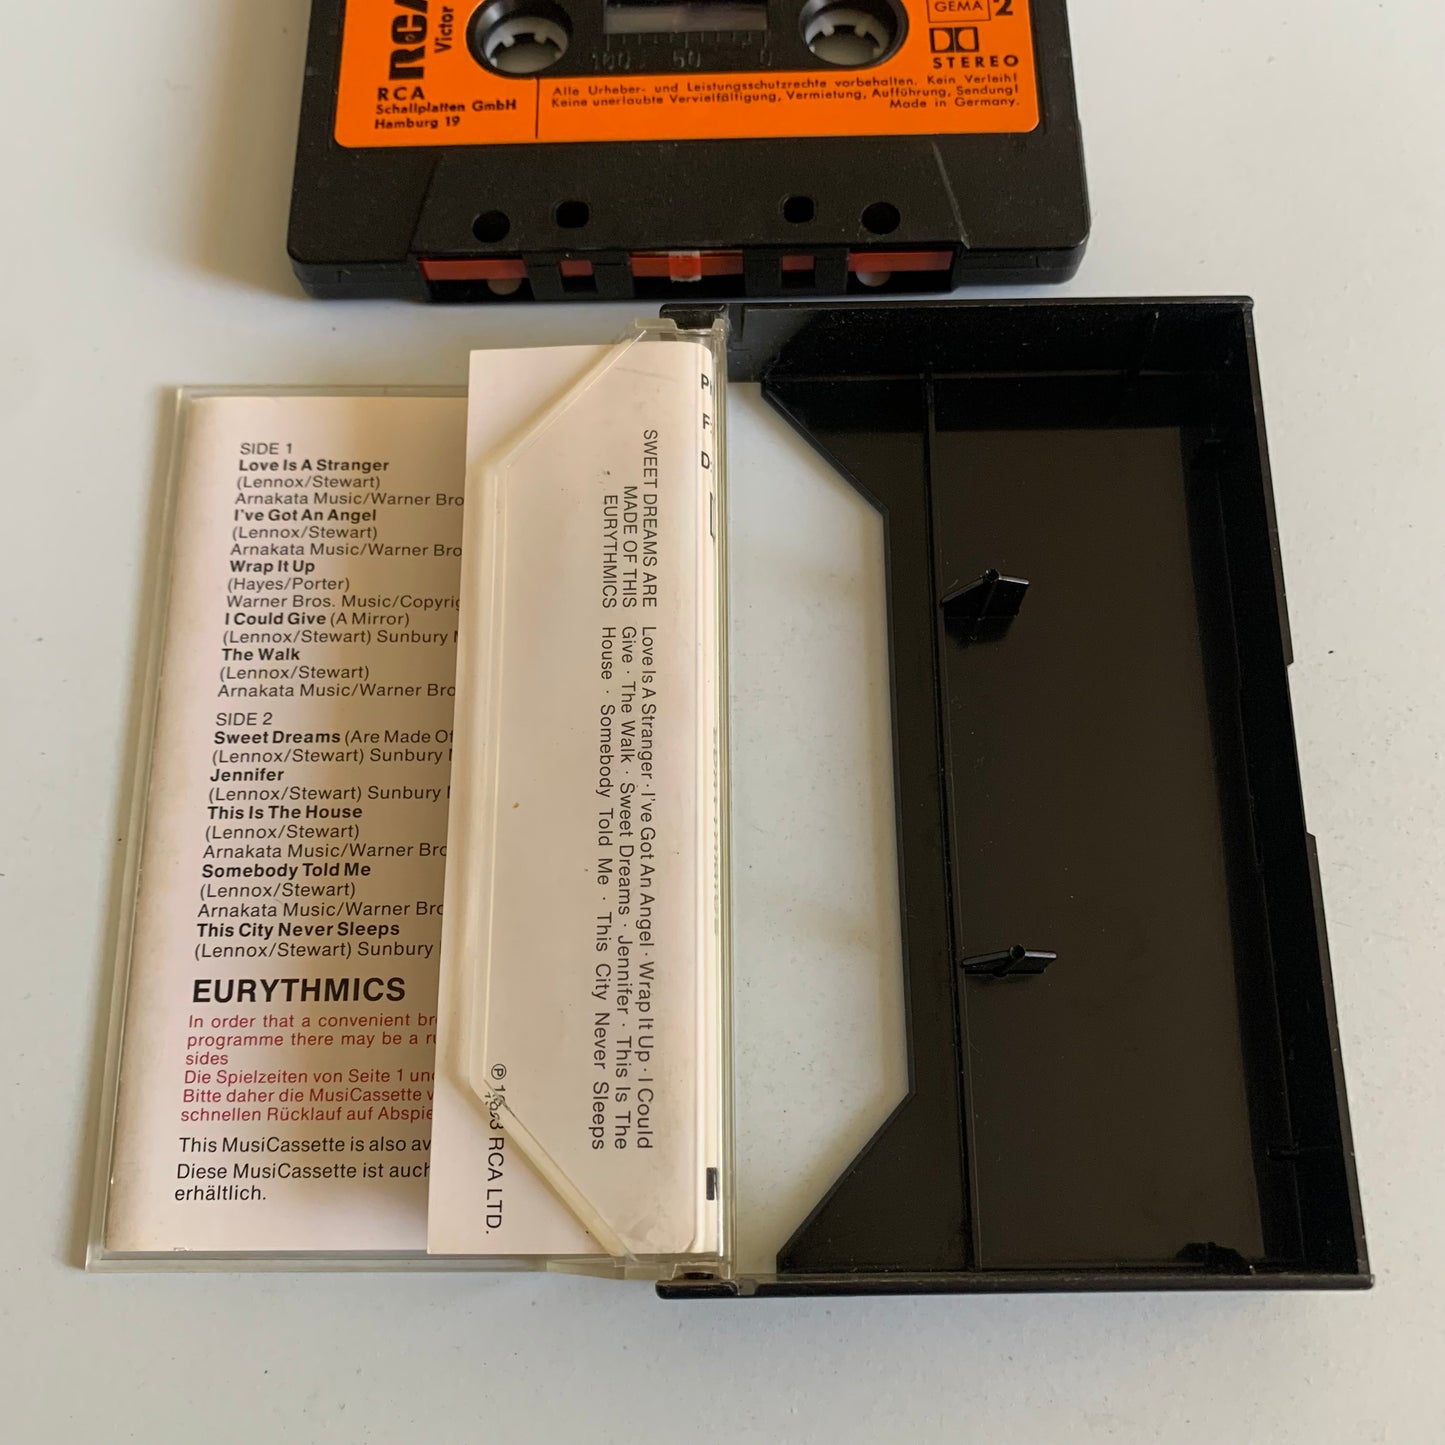 RCA
Victor
GEMA
2
STEREO
RCA
Schallplatten GmbH
Hamburg 19
100 50 0
Alle Urheber- und Leistungsschutzrechte vorbehalten. Kein Verleih!
Keine unerlaubte Vervielfältigung, Vermietung, Aufführung, Sendung!
Made in Germany.
SIDE 1
Love Is A Stranger
(Lennox/Stewart)
Arnakata Music/Warner Bro
I've Got An Angel
(Lennox/Stewart)
Arnakata Music/Warner Bro
Wrap It Up
(Hayes/Porter)
Warner Bros. Music/Copyrig
I Could Give (A Mirror)
(Lennox/Stewart) Sunbury
The Walk
(Lennox/Stewart)
Arnakata Music/Warner Bro
SIDE 2
Sweet Dreams (Are Made Of
(Lennox/Stewart) Sunbury
Jennifer
(Lennox/Stewart) Sunbury
This Is The House
(Lennox/Stewart)
Arnakata Music/Warner Bro
Somebody Told Me
(Lennox/Stewart)
Arnakata Music/Warner Bro
This City Never Sleeps
(Lennox/Stewart) Sunbury
EURYTHMICS
In order that a convenient br
programme there may be a ru
sides
Die Spielzeiten von Seite 1 und
Bitte daher die MusiCassette v
schnellen Rücklauf auf Abspie
This MusiCassette is also av
Diese MusiCassette ist auch
erhältlich.
SWEET DREAMS ARE
MADE OF THIS
EURYTHMICS
Love Is A Stranger · I've Got An Angel · Wrap It Up · I Could
Give · The Walk · Sweet Dreams · Jennifer · This Is The
House · Somebody Told Me · This City Never Sleeps
℗ 1983 RCA LTD.